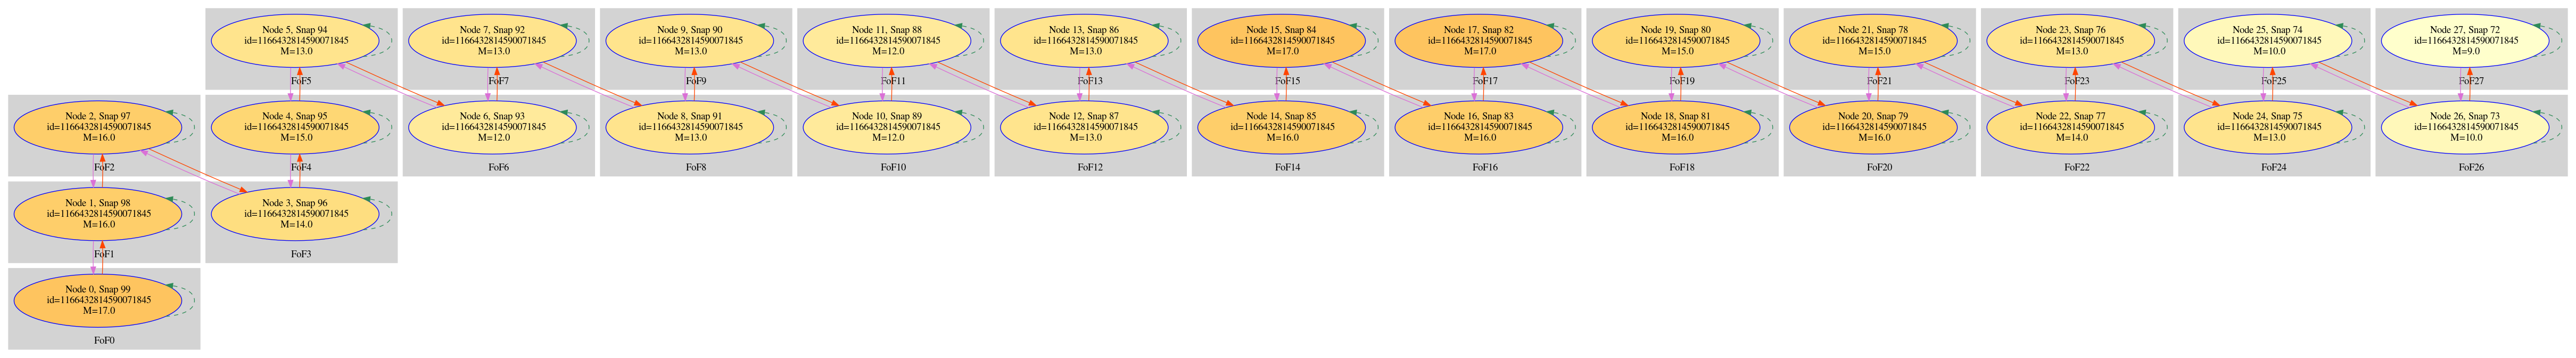 Node 5, Snap 94
id=1166432814590071845
M=13.0
FoF5
Node 7, Snap 92
id=1166432814590071845
M=13.0
FoF7
Node 9, Snap 90
id=1166432814590071845
M=13.0
FoF9
Node 11, Snap 88
id=1166432814590071845
M=12.0
FoF11
Node 13, Snap 86
id=1166432814590071845
M=13.0
FoF13
Node 15, Snap 84
id=1166432814590071845
M=17.0
FoF15
Node 17, Snap 82
id=1166432814590071845
M=17.0
FoF17
Node 19, Snap 80
id=1166432814590071845
M=15.0
FoF19
Node 21, Snap 78
id=1166432814590071845
M=15.0
FoF21
Node 23, Snap 76
id=1166432814590071845
M=13.0
FoF23
Node 25, Snap 74
id=1166432814590071845
M=10.0
FoF25
Node 27, Snap 72
id=1166432814590071845
M=9.0
FoF27
Node 2, Snap 97
id=1166432814590071845
M=16.0
FoF2
Node 4, Snap 95
id=1166432814590071845
M=15.0
FoF4
Node 6, Snap 93
id=1166432814590071845
M=12.0
FoF6
Node 8, Snap 91
id=1166432814590071845
M=13.0
FoF8
Node 10, Snap 89
id=1166432814590071845
M=12.0
FoF10
Node 12, Snap 87
id=1166432814590071845
M=13.0
FoF12
Node 14, Snap 85
id=1166432814590071845
M=16.0
FoF14
Node 16, Snap 83
id=1166432814590071845
M=16.0
FoF16
Node 18, Snap 81
id=1166432814590071845
M=16.0
FoF18
Node 20, Snap 79
id=1166432814590071845
M=16.0
FoF20
Node 22, Snap 77
id=1166432814590071845
M=14.0
FoF22
Node 24, Snap 75
id=1166432814590071845
M=13.0
FoF24
Node 26, Snap 73
id=1166432814590071845
M=10.0
FoF26
Node 1, Snap 98
id=1166432814590071845
M=16.0
FoF1
Node 3, Snap 96
id=1166432814590071845
M=14.0
FoF3
Node 0, Snap 99
id=1166432814590071845
M=17.0
FoF0